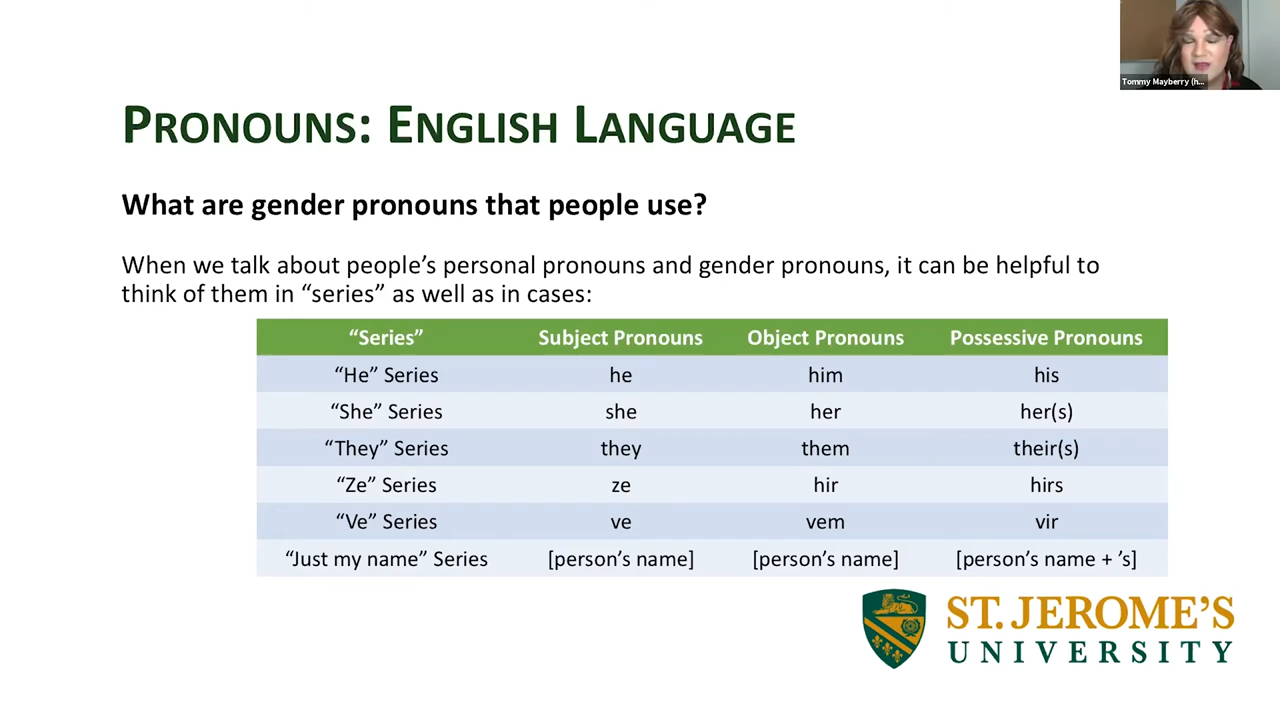 Tommy Mayberry (h...
PRONOUNS: ENGLISH LANGUAGE
What are gender pronouns that people use?
When we talk about people’s personal pronouns and gender pronouns, it can be helpful to
think of them in “series” as well as in cases:
“Series” Subject Pronouns Object Pronouns Possessive Pronouns
“He” Series he him his
“She” Series she her her(s)
“They” Series they them their(s)
“Ze” Series ze hir hirs
“Ve” Series ve vem vir
“Just my name” Series [person’s name] [person’s name] [person’s name + ’s]
ST. JEROME’S
UNIVERSITY